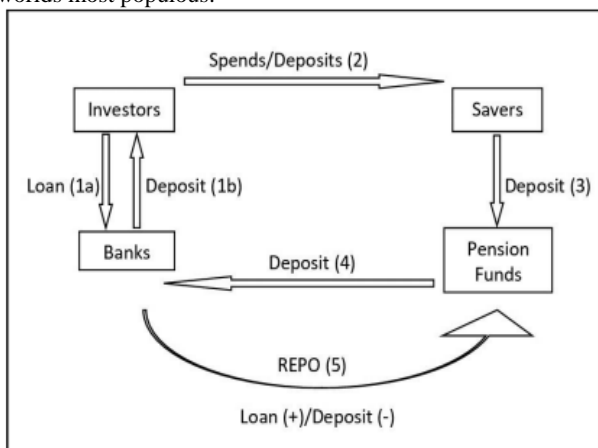 worlds most populous.
Spends/Deposits (2)
Investors
Savers
Loan (1a)
Deposit (1b)
Deposit (3)
Banks
Deposit (4)
Pension
Funds
REPO (5)
Loan (+)/Deposit (-)